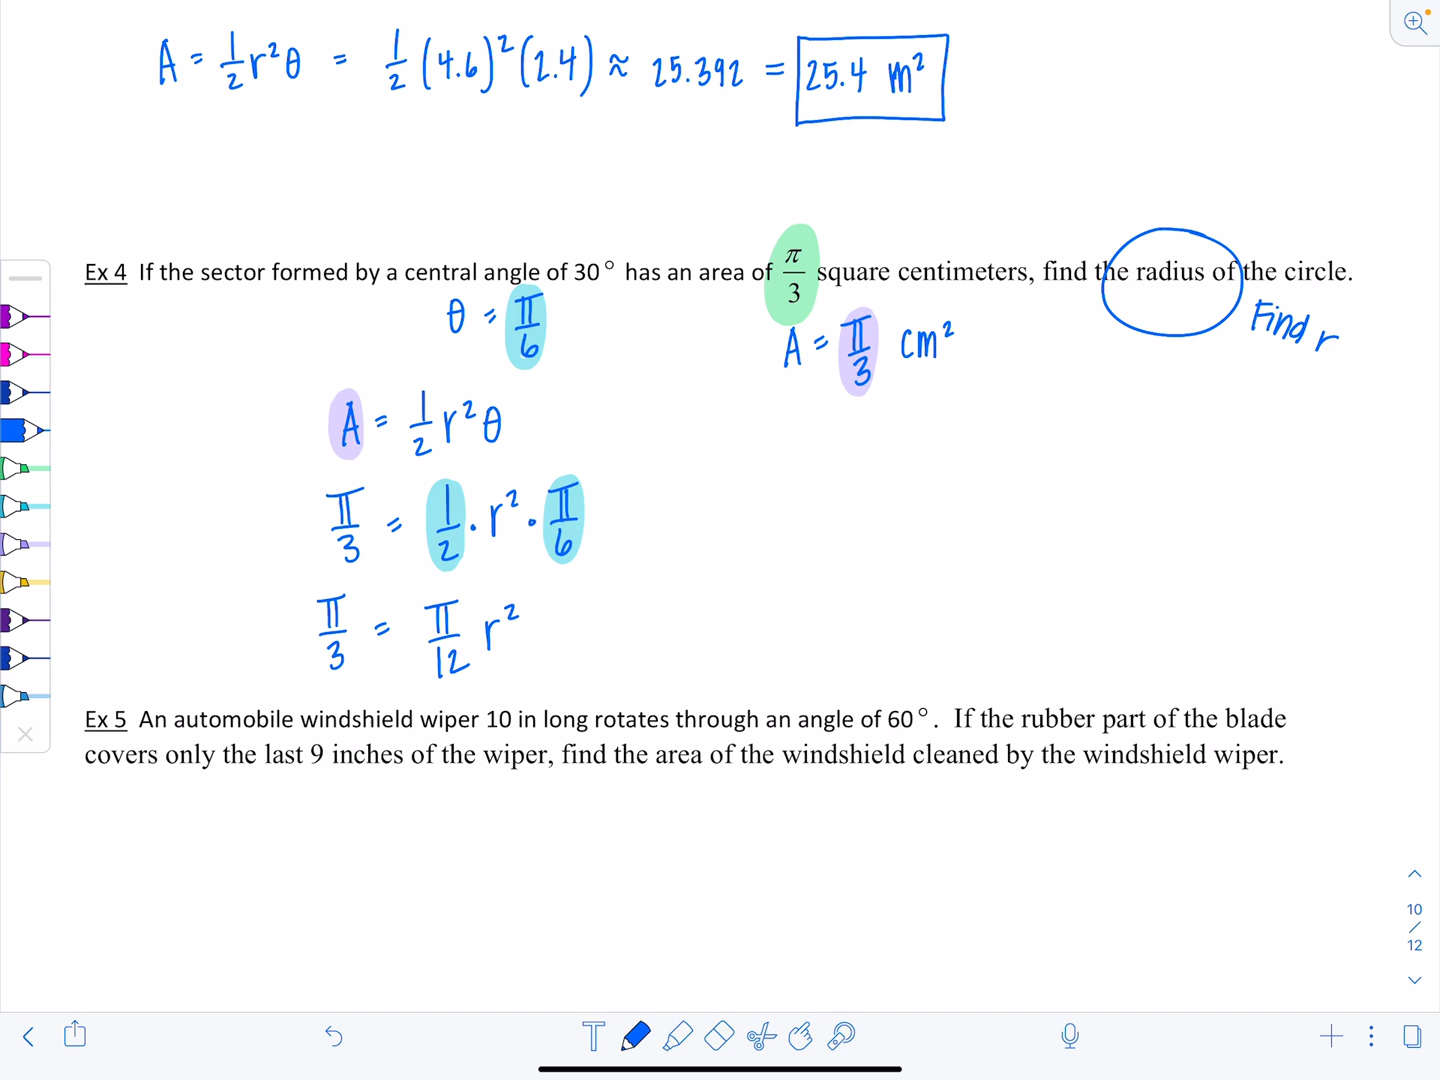 A = 1/2 r²θ = 1/2 (4.6)² (2.4) ≈ 25.392 = 25.4 m²
Ex 4 If the sector formed by a central angle of 30° has an area of π/3 square centimeters, find the radius of the circle.
θ = π/6
A = π/3 cm²
Find r
A = 1/2 r²θ
π/3 = 1/2 · r² · π/6
π/3 = π/12 r²
Ex 5 An automobile windshield wiper 10 in long rotates through an angle of 60°. If the rubber part of the blade
covers only the last 9 inches of the wiper, find the area of the windshield cleaned by the windshield wiper.
10
/
12
T